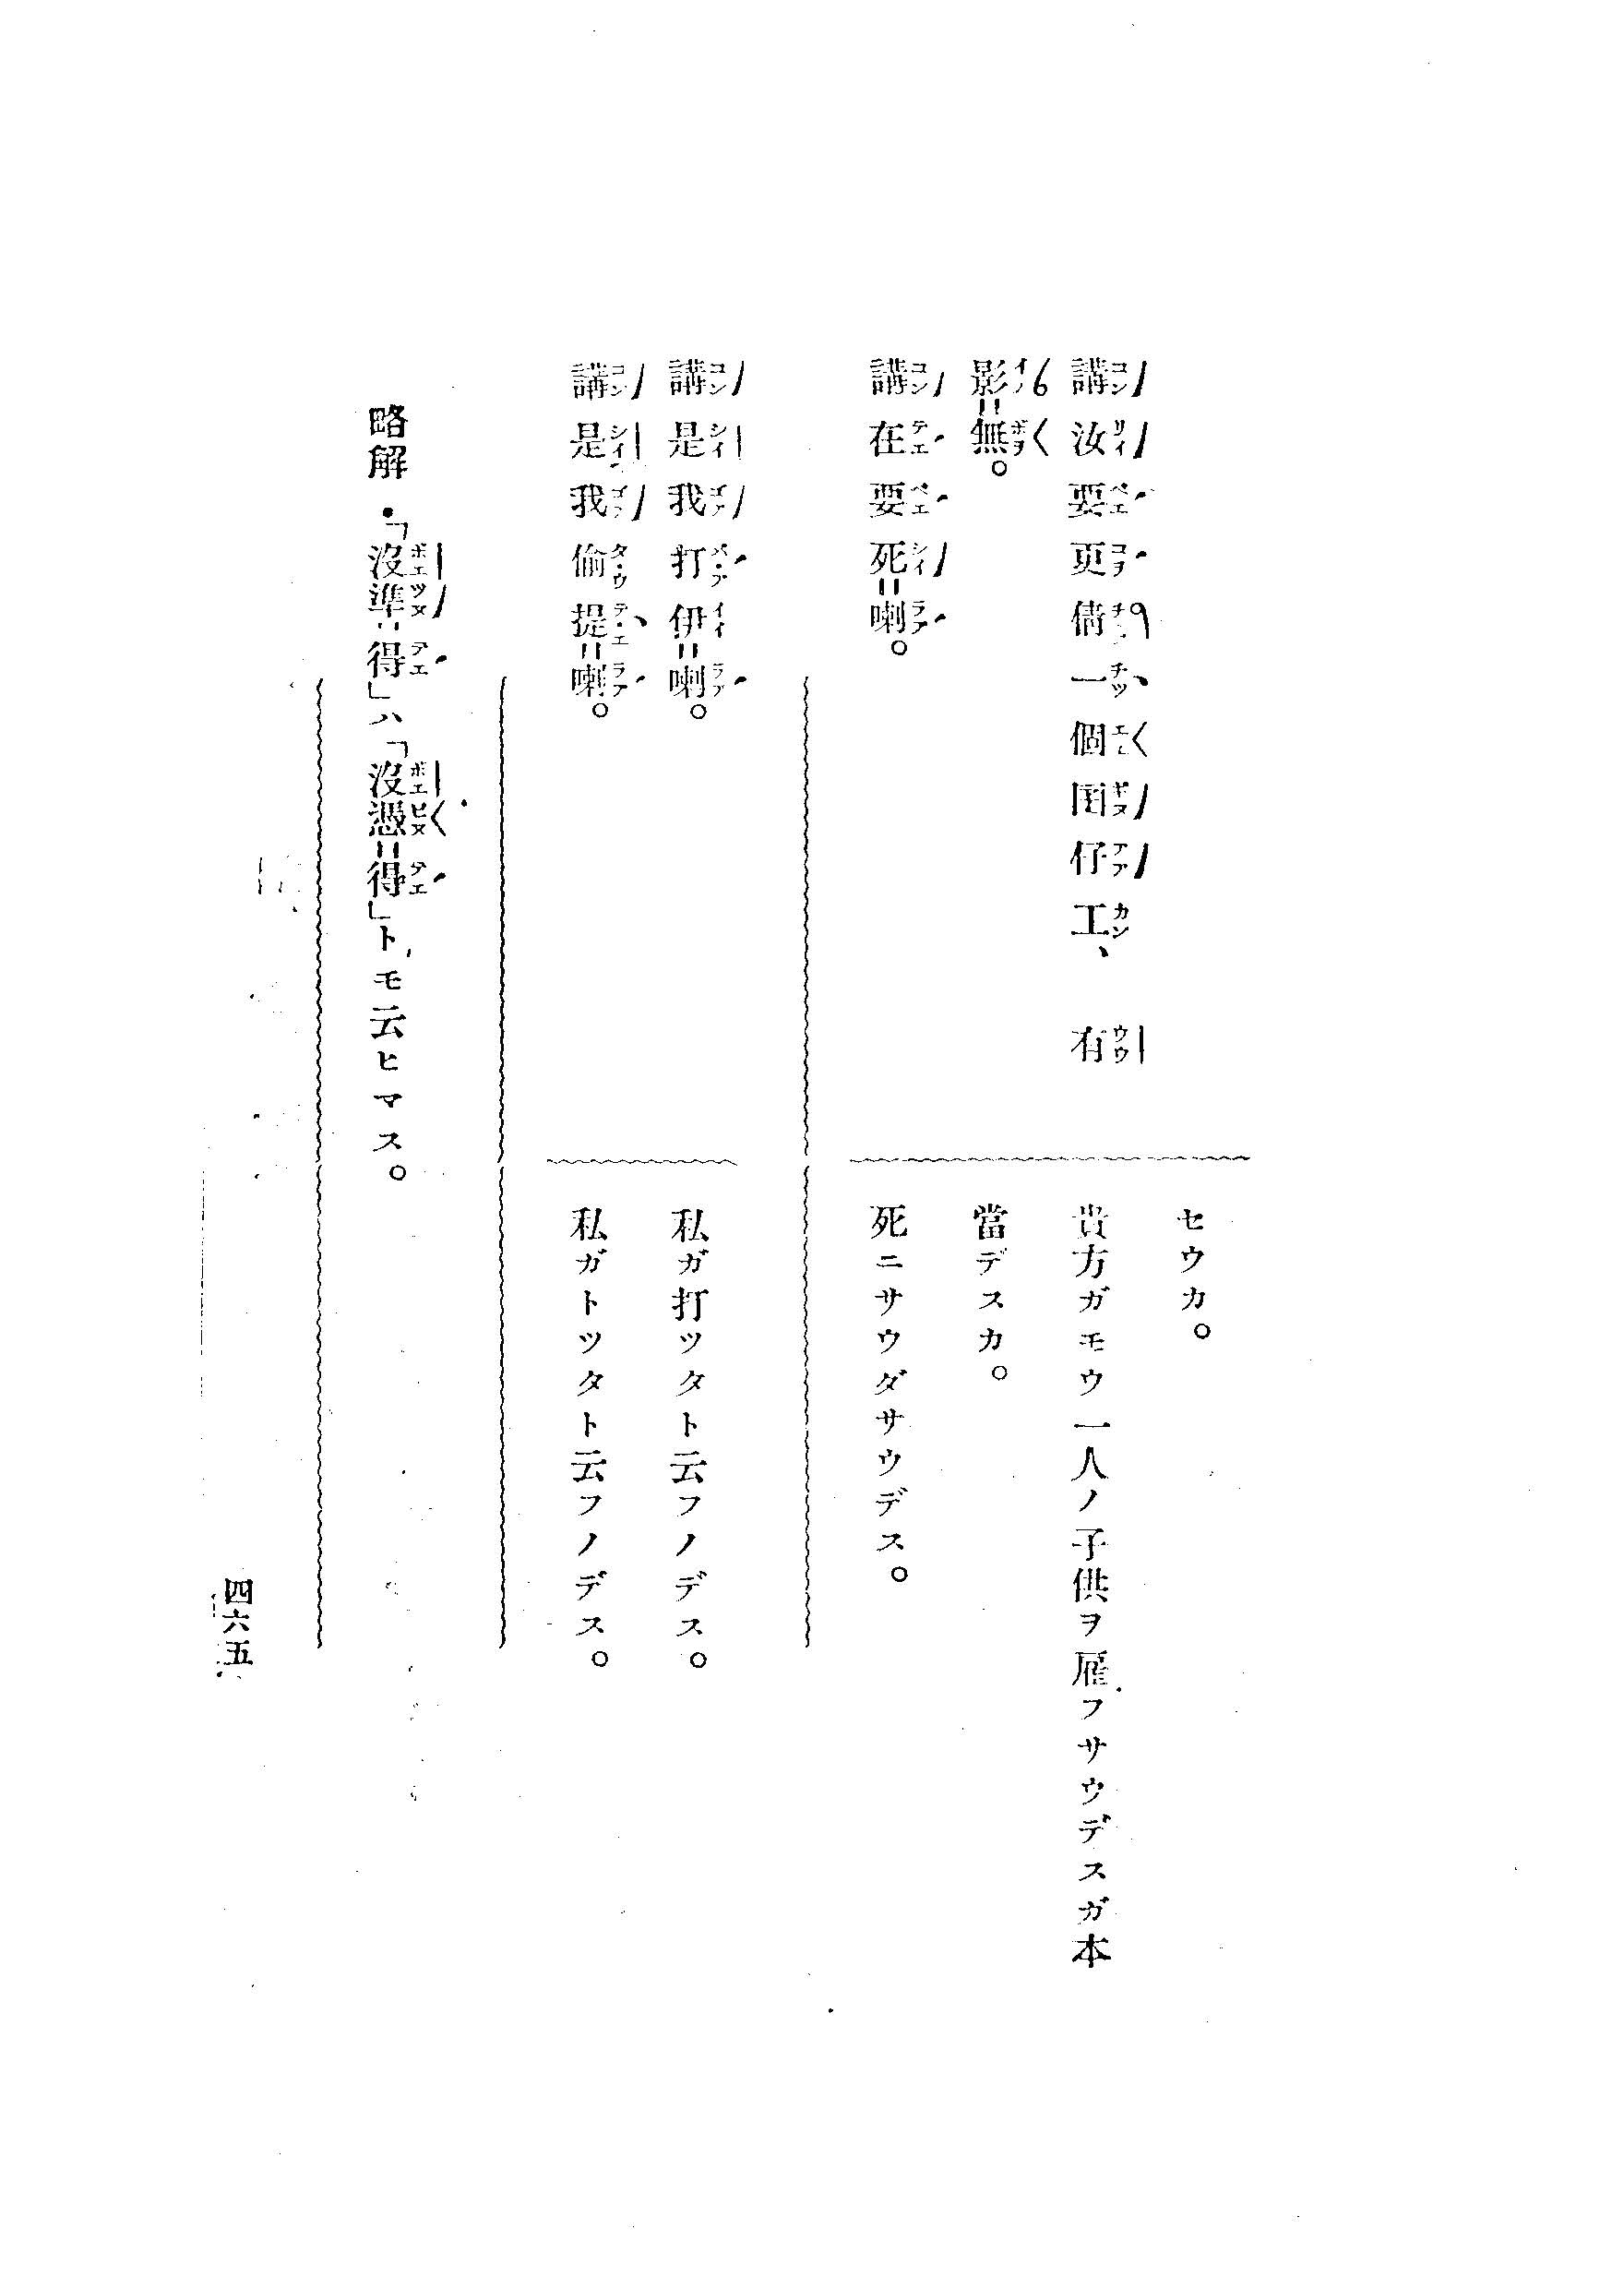 セウカ。
講汝要更倩一個囝仔工、有
影=無。
貴方ガモウ一人ノ子供ヲ雇フサウデスガ本
當デスカ。
講在要死=喇。
死ニサウダサウデス。
講是我打伊=喇。
私ガ打ツタト云フノデス。
講是我偷提=喇。
私ガトツタト云フノデス。
略解・「沒準=得」ハ「沒憑=得」トモ云ヒマス。
四六五